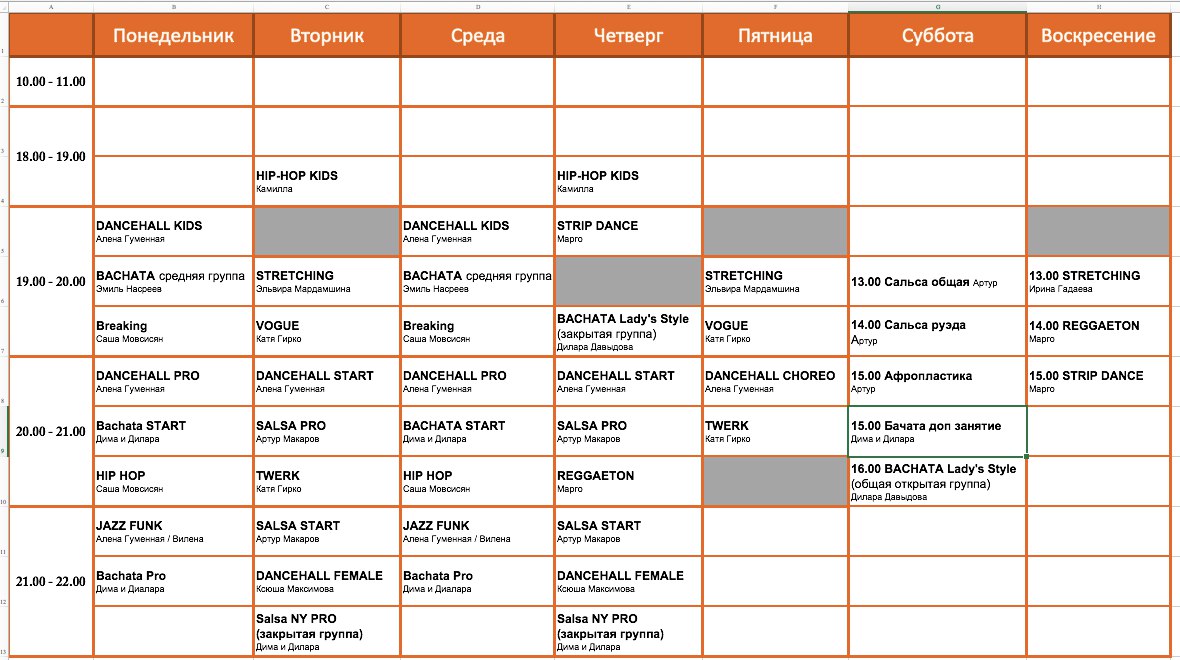 A B C D E F G H
Понедельник Вторник Среда Четверг Пятница Суббота Воскресение
1
10.00 - 11.00
2
18.00 - 19.00
3
HIP-HOP KIDS HIP-HOP KIDS
Камилла Камилла
4
DANCEHALL KIDS DANCEHALL KIDS STRIP DANCE
Алена Гуменная Алена Гуменная Марго
5
19.00 - 20.00
BACHATA средняя группа STRETCHING BACHATA средняя группа STRETCHING 13.00 Сальса общая Артур 13.00 STRETCHING
Эмиль Насреев Эльвира Мардамшина Эмиль Насреев Эльвира Мардамшина Ирина Гадаева
6
Breaking VOGUE Breaking BACHATA Lady's Style VOGUE 14.00 Сальса руэда 14.00 REGGAETON
(закрытая группа)
Саша Мовсисян Катя Гирко Саша Мовсисян Дилара Давыдова Катя Гирко Артур Марго
7
DANCEHALL PRO DANCEHALL START DANCEHALL PRO DANCEHALL START DANCEHALL CHOREO 15.00 Афропластика 15.00 STRIP DANCE
Алена Гуменная Алена Гуменная Алена Гуменная Алена Гуменная Алена Гуменная Артур Марго
8
20.00 - 21.00
Bachata START SALSA PRO BACHATA START SALSA PRO TWERK 15.00 Бачата доп занятие
Дима и Дилара Артур Макаров Дима и Дилара Артур Макаров Катя Гирко Дима и Дилара
9
HIP HOP TWERK HIP HOP REGGAETON 16.00 BACHATA Lady's Style
(общая открытая группа)
Саша Мовсисян Катя Гирко Саша Мовсисян Марго Дилара Давыдова
10
JAZZ FUNK SALSA START JAZZ FUNK SALSA START
Алена Гуменная / Вилена Артур Макаров Алена Гуменная / Вилена Артур Макаров
11
21.00 - 22.00
Bachata Pro DANCEHALL FEMALE Bachata Pro DANCEHALL FEMALE
Дима и Диалара Ксюша Максимова Дима и Диалара Ксюша Максимова
12
Salsa NY PRO Salsa NY PRO
(закрытая группа) (закрытая группа)
Дима и Дилара Дима и Дилара
13